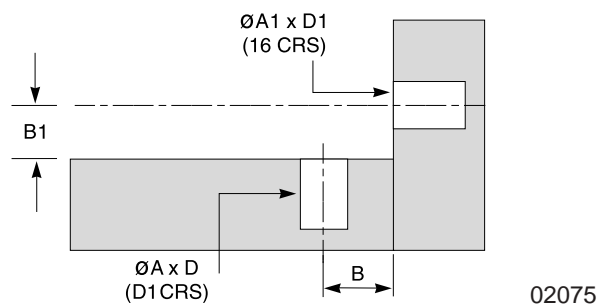 ØA1 x D1
(16 CRS)
B1
ØA x D
(D1CRS)
B
02075